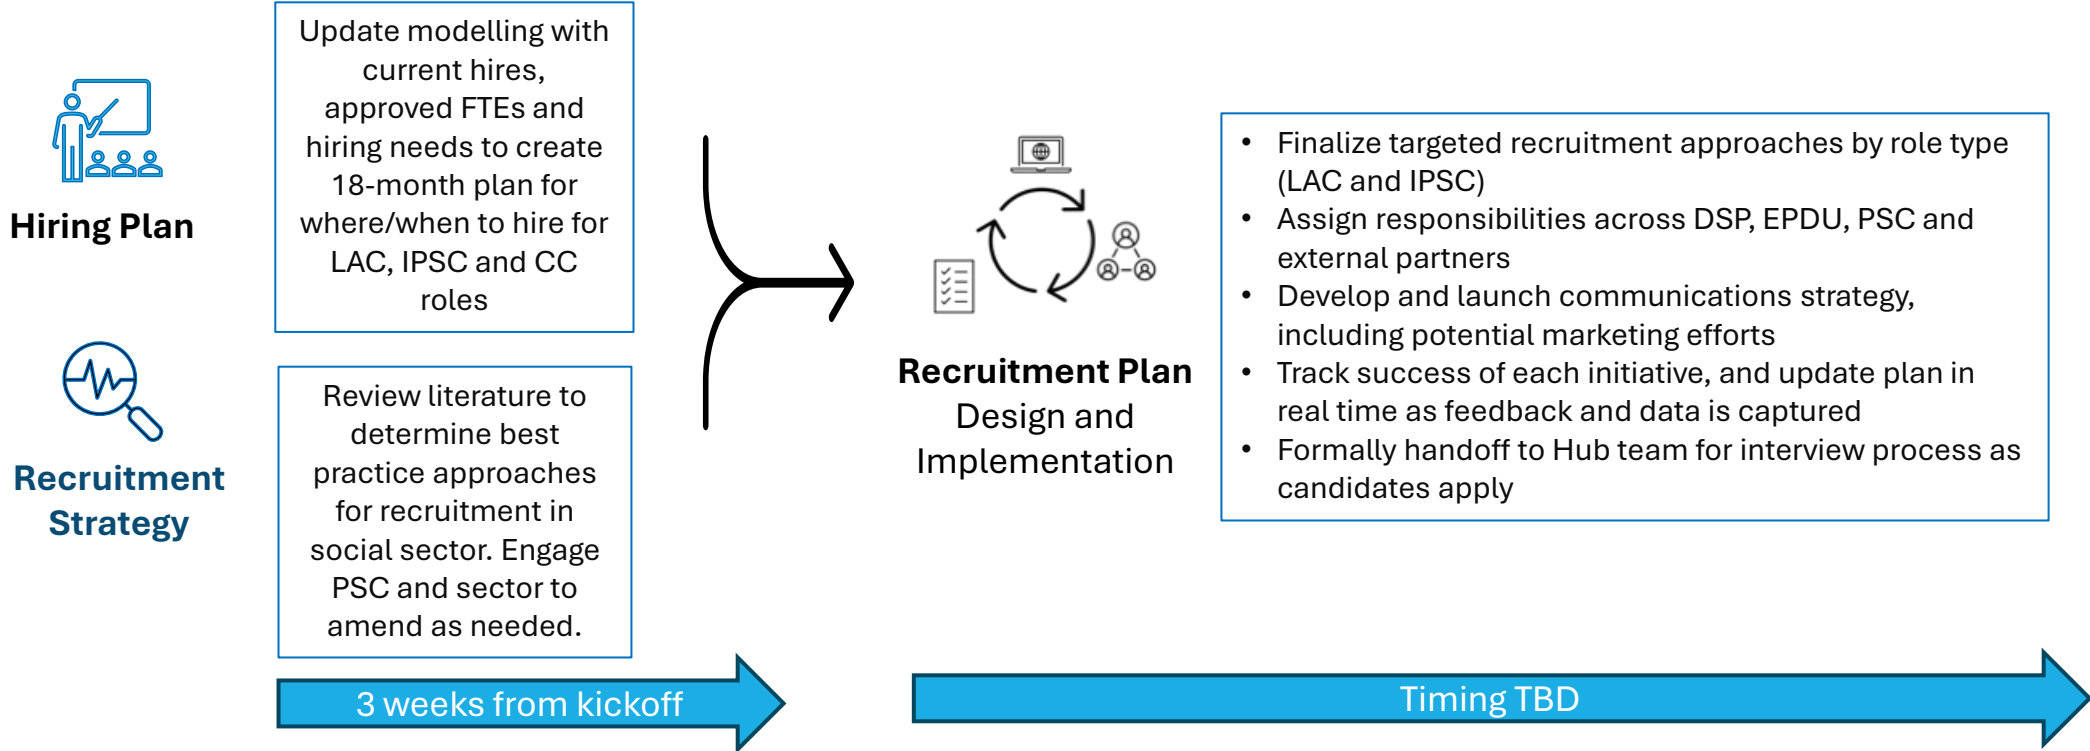 Hiring Plan
Update modelling with
current hires,
approved FTEs and
hiring needs to create
18-month plan for
where/when to hire for
LAC, IPSC and CC
roles
Recruitment
Strategy
Review literature to
determine best
practice approaches
for recruitment in
social sector. Engage
PSC and sector to
amend as needed.
3 weeks from kickoff
Recruitment Plan
Design and
Implementation
• Finalize targeted recruitment approaches by role type
(LAC and IPSC)
• Assign responsibilities across DSP, EPDU, PSC and
external partners
• Develop and launch communications strategy,
including potential marketing efforts
• Track success of each initiative, and update plan in
real time as feedback and data is captured
• Formally handoff to Hub team for interview process as
candidates apply
Timing TBD